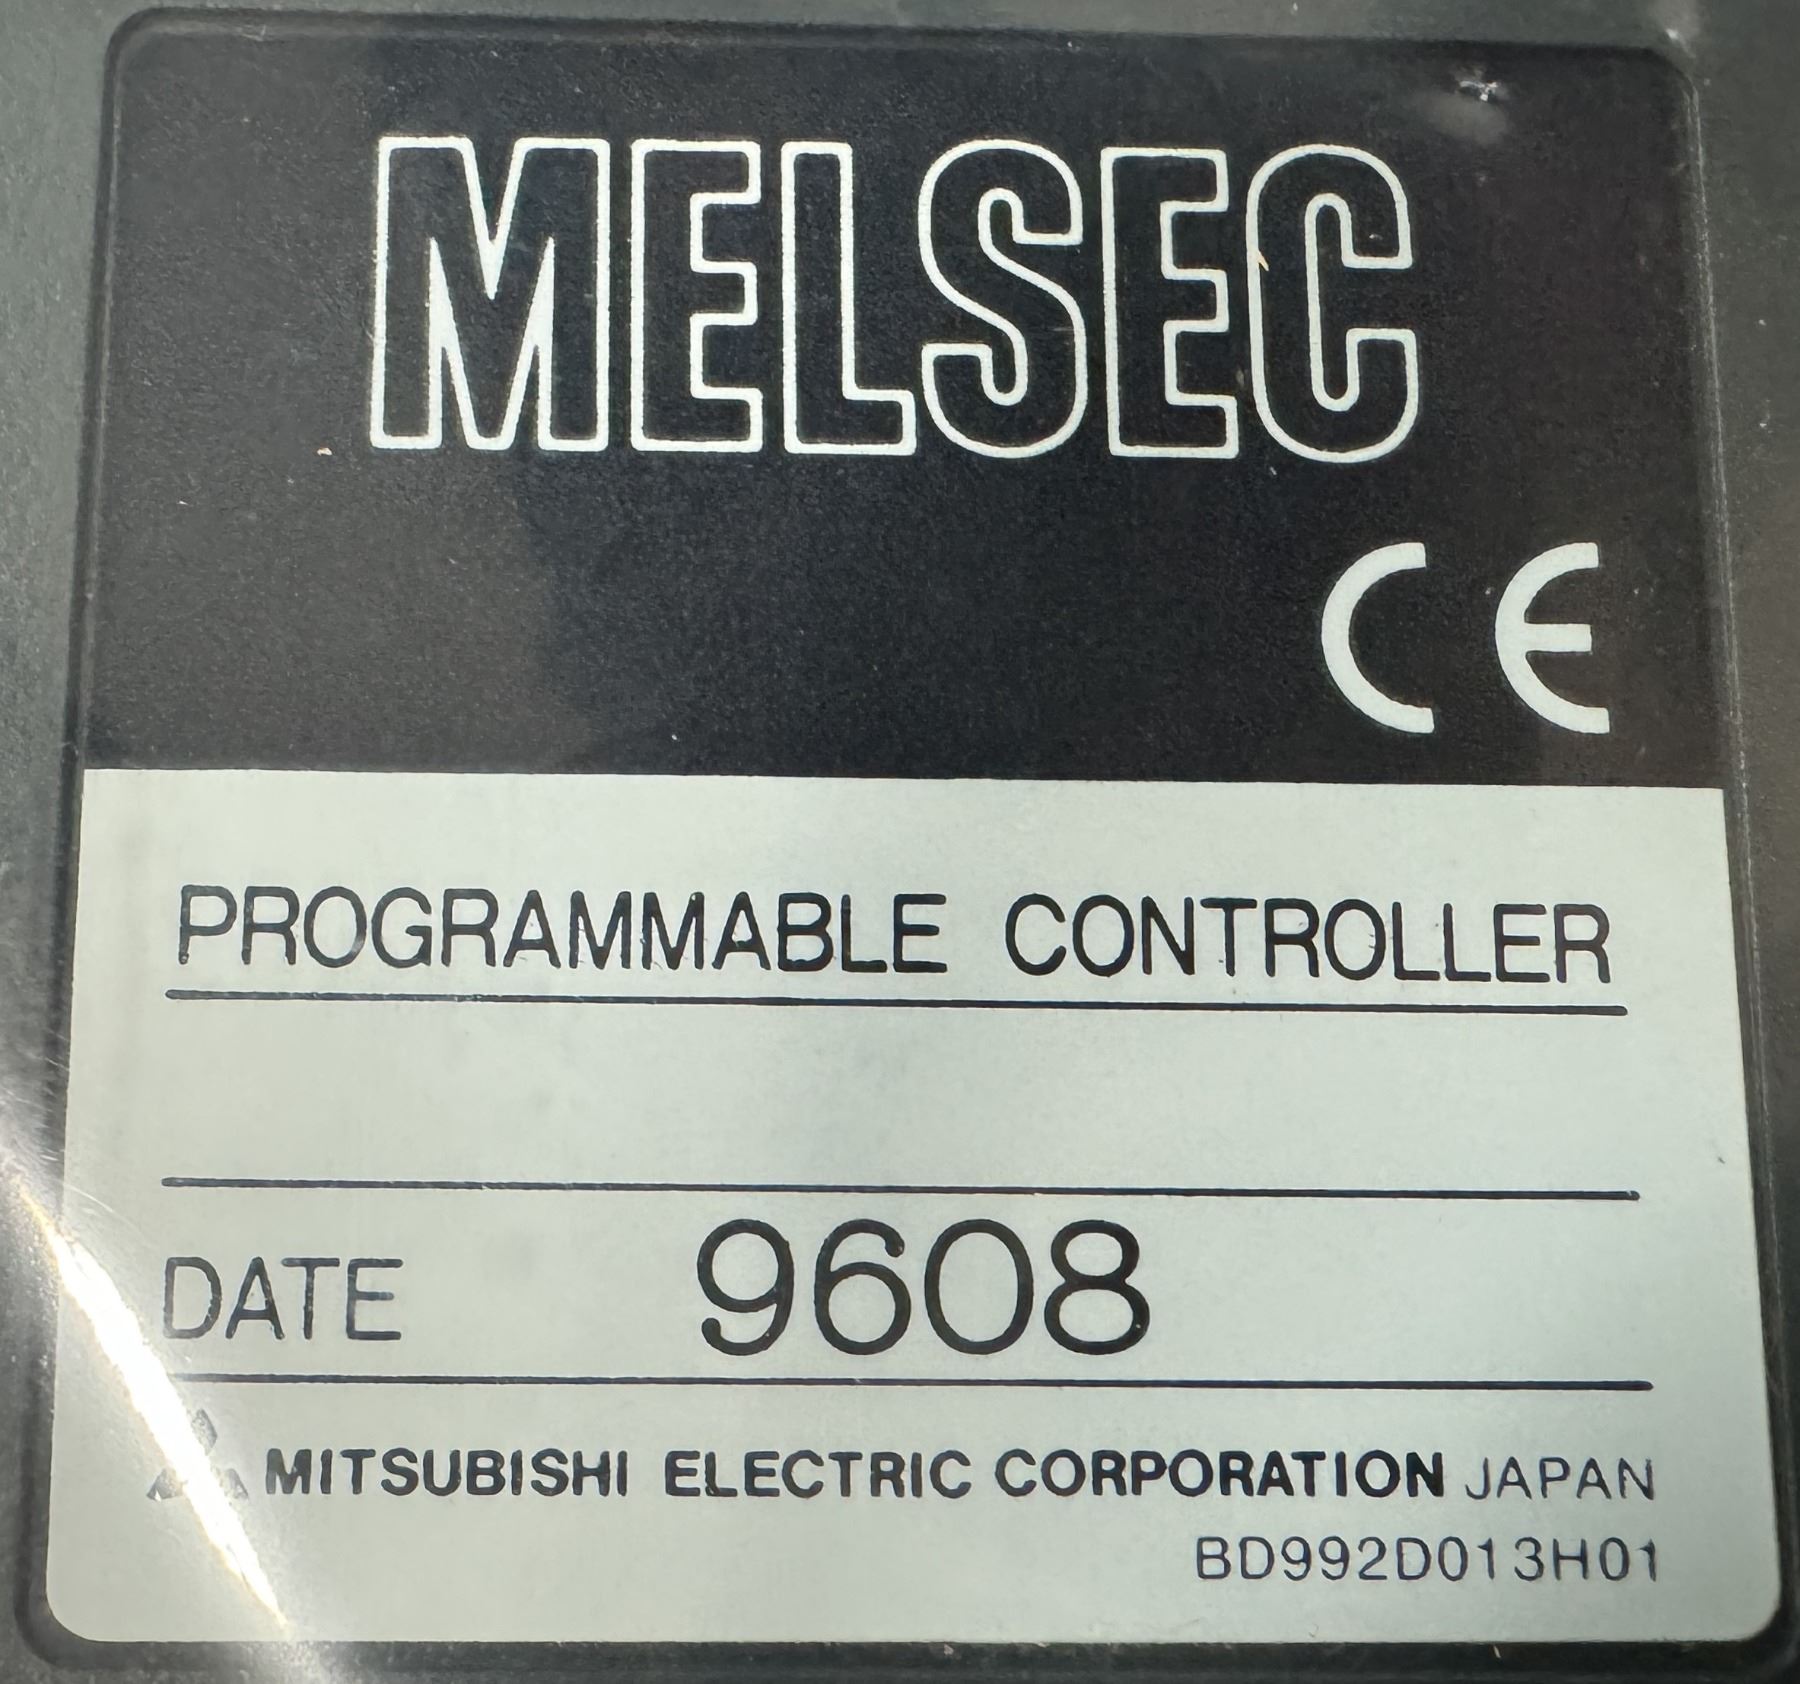 MELSEC
CE
PROGRAMMABLE CONTROLLER
DATE 9608
MITSUBISHI ELECTRIC CORPORATION JAPAN
BD992D013H01